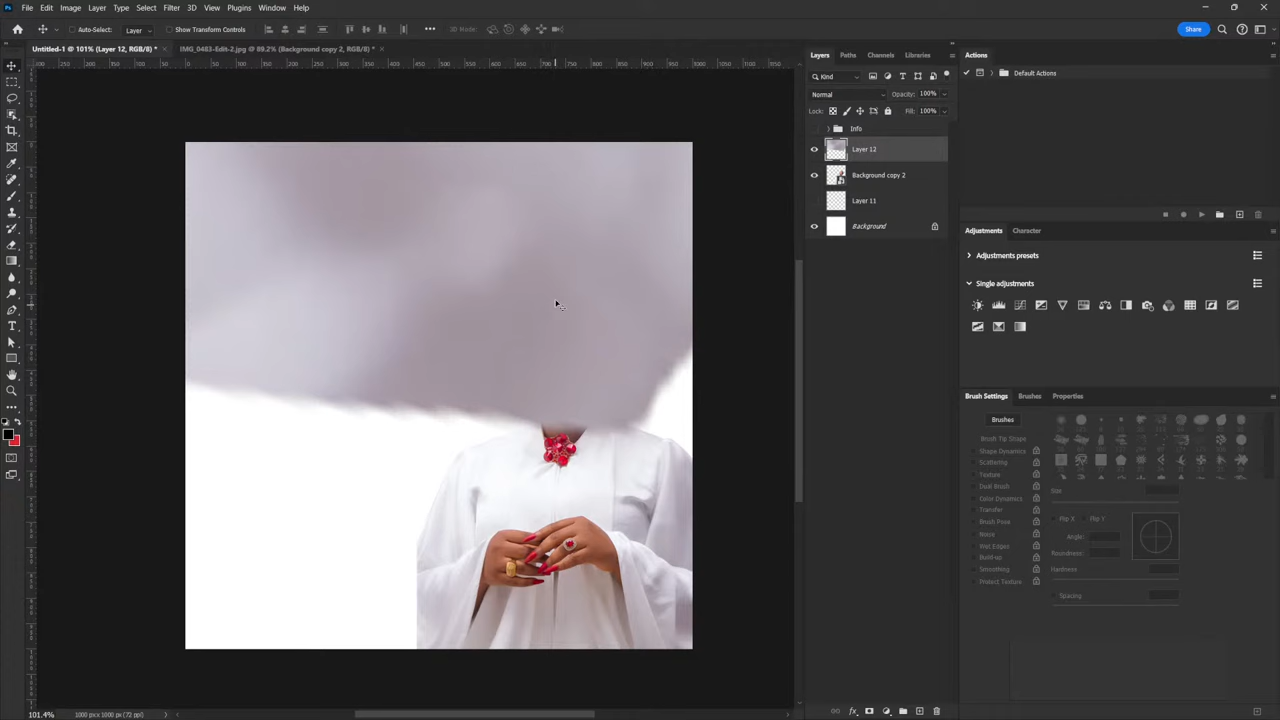 Ps File Edit Image Layer Type Select Filter 3D View Plugins Window Help
Auto-Select: Layer Show Transform Controls 3D Mode: Share
Untitled-1 @ 101% (Layer 12, RGB/8) * × IMG_0483-Edit-2.jpg @ 89.2% (Background copy 2, RGB/8) * ×
Layers Paths Channels Libraries
Kind
Normal Opacity: 100%
Lock: Fill: 100%
Info
Layer 12
Background copy 2
Layer 11
Background
Actions
Default Actions
Adjustments Character
Adjustments presets
Single adjustments
Brush Settings Brushes Properties
Brushes
Brush Tip Shape
Shape Dynamics
Scattering
Texture
Dual Brush
Color Dynamics
Transfer
Brush Pose
Noise
Wet Edges
Build-up
Smoothing
Protect Texture
Size
Flip X Flip Y
Angle:
Roundness:
Hardness
Spacing
101.4% 1000 px x 1000 px (72 ppi)